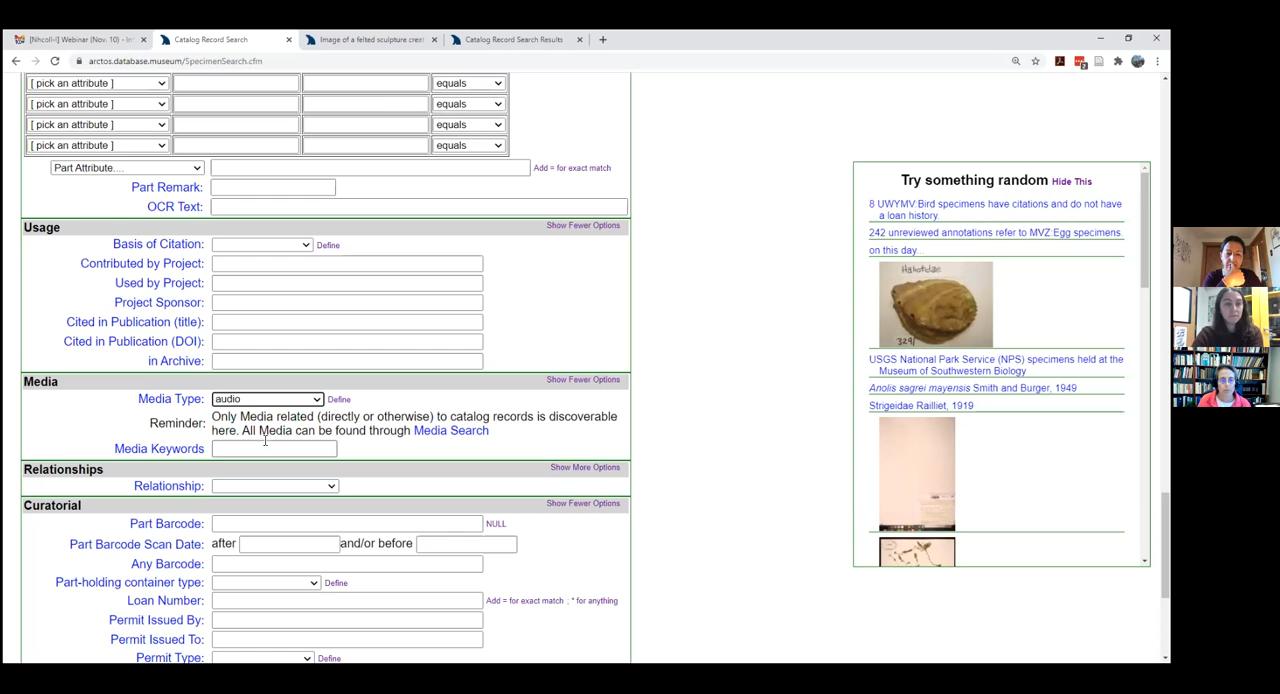 [Nhcoll-l] Webinar (Nov. 10) - In
Catalog Record Search
Image of a felted sculpture creat
Catalog Record Search Results
arctos.database.museum/SpecimenSearch.cfm
[ pick an attribute ] equals
[ pick an attribute ] equals
[ pick an attribute ] equals
[ pick an attribute ] equals
Part Attribute.... Add = for exact match
Part Remark:
OCR Text:
Usage Show Fewer Options
Basis of Citation: Define
Contributed by Project:
Used by Project:
Project Sponsor:
Cited in Publication (title):
Cited in Publication (DOI):
in Archive:
Media Show Fewer Options
Media Type: audio Define
Reminder: Only Media related (directly or otherwise) to catalog records is discoverable
here. All Media can be found through Media Search
Media Keywords
Relationships Show More Options
Relationship:
Curatorial Show Fewer Options
Part Barcode: NULL
Part Barcode Scan Date: after and/or before
Any Barcode:
Part-holding container type: Define
Loan Number: Add = for exact match ; * for anything
Permit Issued By:
Permit Issued To:
Permit Type: Define
Try something random Hide This
8 UWYMV:Bird specimens have citations and do not have
a loan history.
242 unreviewed annotations refer to MVZ:Egg specimens.
on this day...
Haliotidae
329/
USGS National Park Service (NPS) specimens held at the
Museum of Southwestern Biology
Anolis sagrei mayensis Smith and Burger, 1949
Strigeidae Railliet, 1919